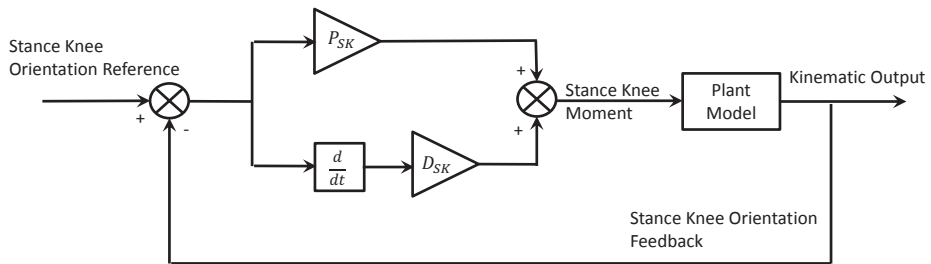 Stance Knee
Orientation Reference
+
-
P_SK
d
dt
D_SK
+
+
Stance Knee
Moment
Plant
Model
Kinematic Output
Stance Knee Orientation
Feedback